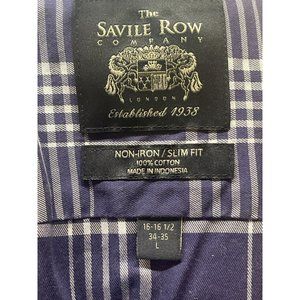 The
SAVILE ROW
COMPANY
LONDON
Established 1938
NON-IRON / SLIM FIT
100% COTTON
MADE IN INDONESIA
16-16 1/2
34-35
L